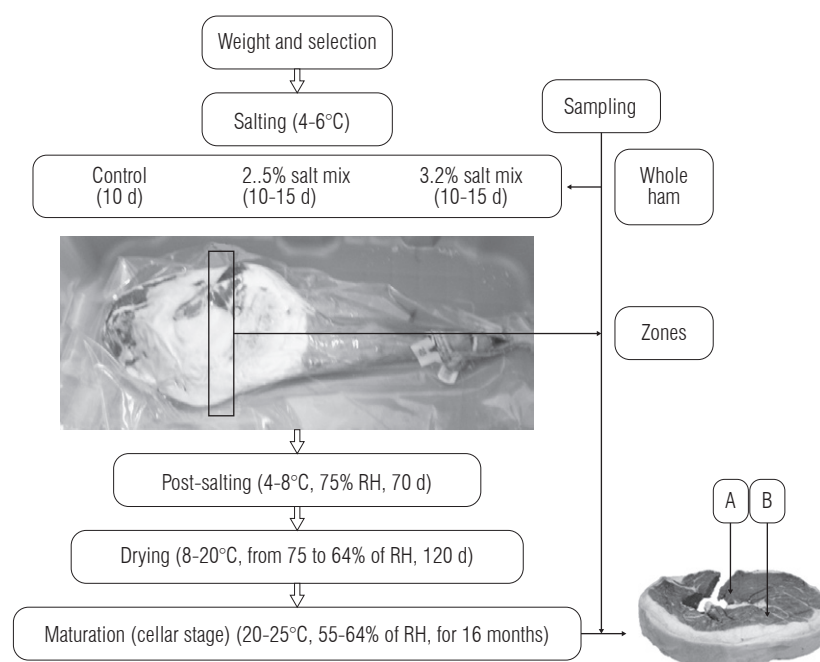 Weight and selection
Salting (4-6°C)
Sampling
Control
(10 d)
2..5% salt mix
(10-15 d)
3.2% salt mix
(10-15 d)
Whole
ham
Zones
Post-salting (4-8°C, 75% RH, 70 d)
A
B
Drying (8-20°C, from 75 to 64% of RH, 120 d)
Maturation (cellar stage) (20-25°C, 55-64% of RH, for 16 months)